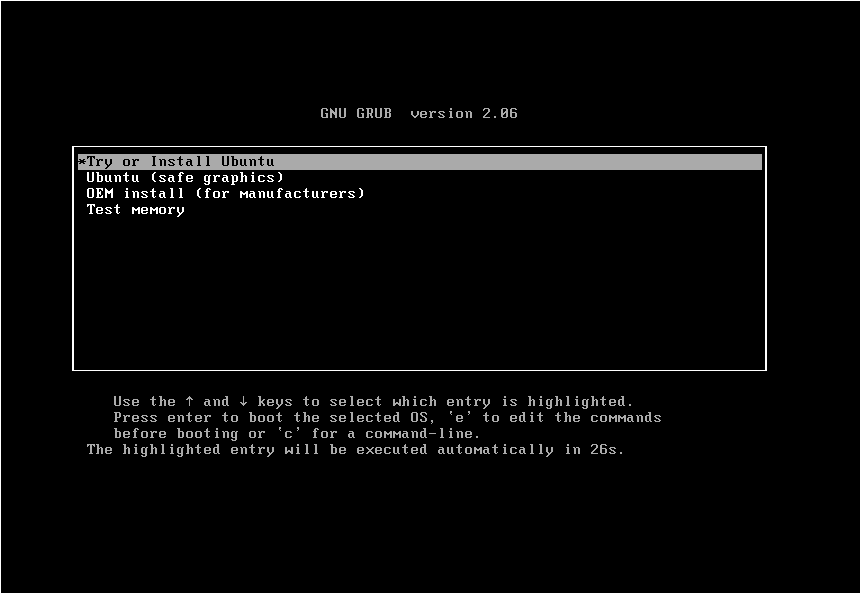 GNU GRUB  version 2.06
*Try or Install Ubuntu
Ubuntu (safe graphics)
OEM install (for manufacturers)
Test memory
Use the ↑ and ↓ keys to select which entry is highlighted.
Press enter to boot the selected OS, `e' to edit the commands
before booting or `c' for a command-line.
The highlighted entry will be executed automatically in 26s.